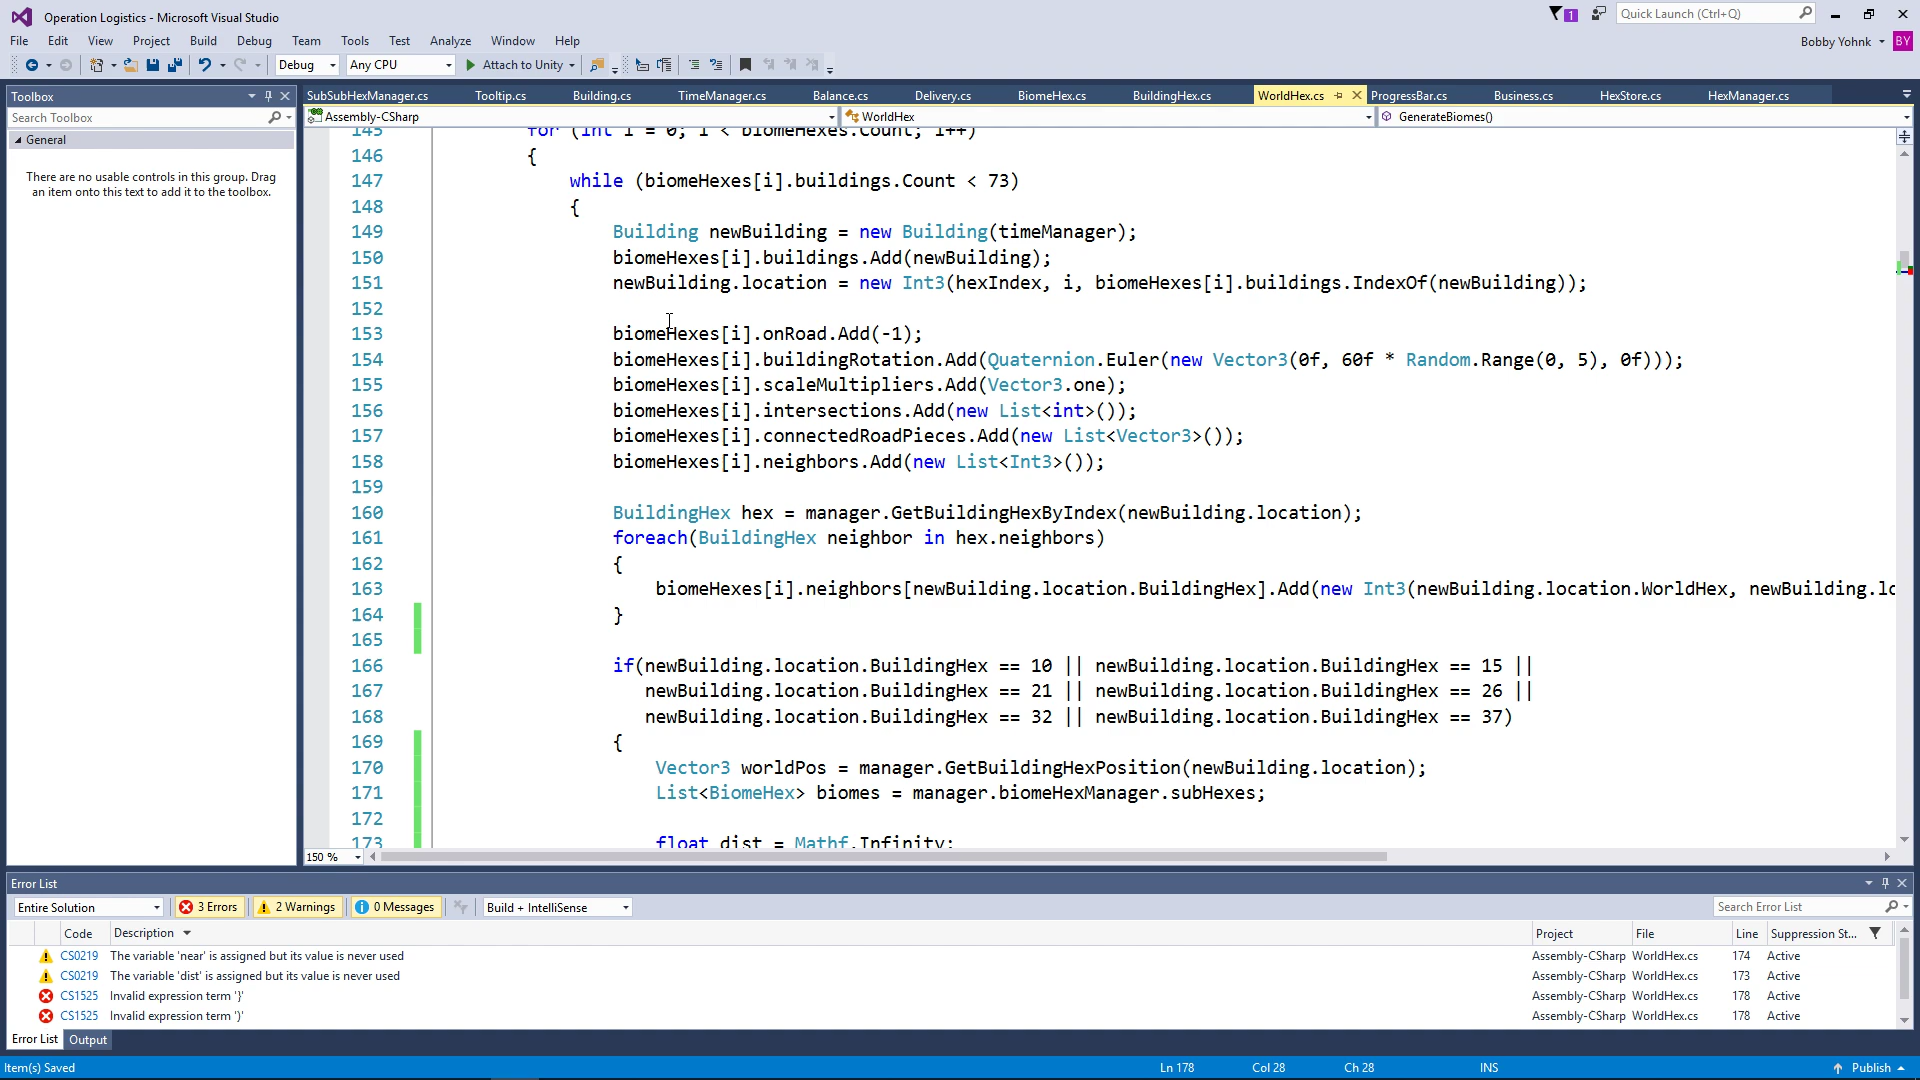 Operation Logistics - Microsoft Visual Studio
1
Quick Launch (Ctrl+Q)
File Edit View Project Build Debug Team Tools Test Analyze Window Help
Bobby Yohnk BY
Debug Any CPU Attach to Unity
Toolbox
SubSubHexManager.cs Tooltip.cs Building.cs TimeManager.cs Balance.cs Delivery.cs BiomeHex.cs BuildingHex.cs WorldHex.cs ProgressBar.cs Business.cs HexStore.cs HexManager.cs
Search Toolbox
Assembly-CSharp WorldHex GenerateBiomes()
General
There are no usable controls in this group. Drag
an item onto this text to add it to the toolbox.
145 for (int i = 0; i < biomeHexes.Count; i++)
146 {
147 while (biomeHexes[i].buildings.Count < 73)
148 {
149 Building newBuilding = new Building(timeManager);
150 biomeHexes[i].buildings.Add(newBuilding);
151 newBuilding.location = new Int3(hexIndex, i, biomeHexes[i].buildings.IndexOf(newBuilding));
152
153 biomeHexes[i].onRoad.Add(-1);
154 biomeHexes[i].buildingRotation.Add(Quaternion.Euler(new Vector3(0f, 60f * Random.Range(0, 5), 0f)));
155 biomeHexes[i].scaleMultipliers.Add(Vector3.one);
156 biomeHexes[i].intersections.Add(new List<int>());
157 biomeHexes[i].connectedRoadPieces.Add(new List<Vector3>());
158 biomeHexes[i].neighbors.Add(new List<Int3>());
159
160 BuildingHex hex = manager.GetBuildingHexByIndex(newBuilding.location);
161 foreach(BuildingHex neighbor in hex.neighbors)
162 {
163 biomeHexes[i].neighbors[newBuilding.location.BuildingHex].Add(new Int3(newBuilding.location.WorldHex, newBuilding.lo
164 }
165
166 if(newBuilding.location.BuildingHex == 10 || newBuilding.location.BuildingHex == 15 ||
167 newBuilding.location.BuildingHex == 21 || newBuilding.location.BuildingHex == 26 ||
168 newBuilding.location.BuildingHex == 32 || newBuilding.location.BuildingHex == 37)
169 {
170 Vector3 worldPos = manager.GetBuildingHexPosition(newBuilding.location);
171 List<BiomeHex> biomes = manager.biomeHexManager.subHexes;
172
173 float dist = Mathf.Infinity;
150 %
Error List
Entire Solution 3 Errors 2 Warnings 0 Messages Build + IntelliSense Search Error List
Code Description Project File Line Suppression St...
CS0219 The variable 'near' is assigned but its value is never used Assembly-CSharp WorldHex.cs 174 Active
CS0219 The variable 'dist' is assigned but its value is never used Assembly-CSharp WorldHex.cs 173 Active
CS1525 Invalid expression term '}' Assembly-CSharp WorldHex.cs 178 Active
CS1525 Invalid expression term ')' Assembly-CSharp WorldHex.cs 178 Active
Error List Output
Item(s) Saved Ln 178 Col 28 Ch 28 INS Publish